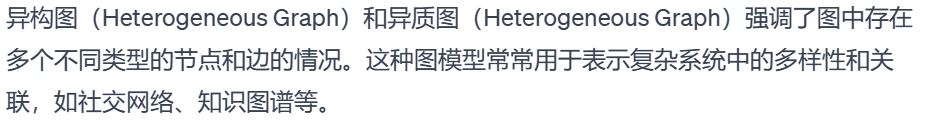 异构图（Heterogeneous Graph）和异质图（Heterogeneous Graph）强调了图中存在
多个不同类型的节点和边的情况。这种图模型常常用于表示复杂系统中的多样性和关
联，如社交网络、知识图谱等。